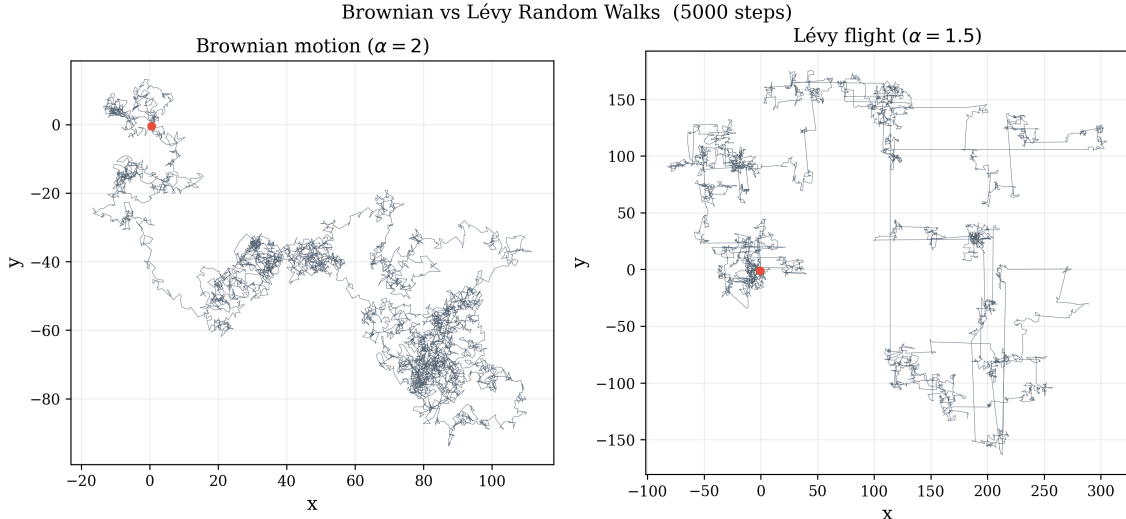 Brownian vs Lévy Random Walks (5000 steps)
Brownian motion (α = 2)
0
−20
−40
−60
−80
y
−20 0 20 40 60 80 100
x
Lévy flight (α = 1.5)
150
100
50
0
−50
−100
−150
y
−100 −50 0 50 100 150 200 250 300
x